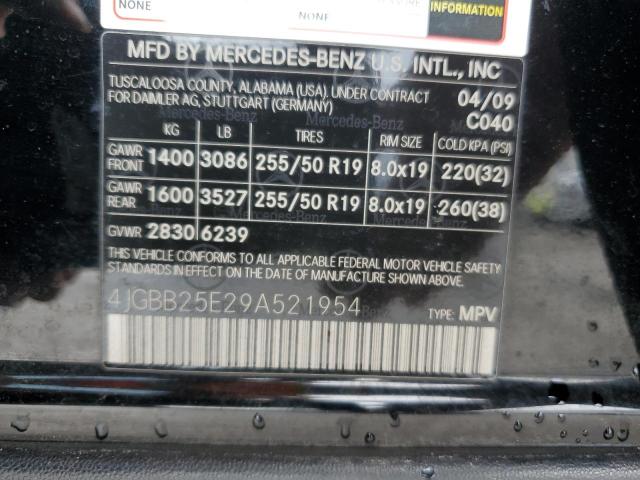 NONE
NONE
INFORMATION
MFD BY MERCEDES-BENZ U.S. INTL., INC
TUSCALOOSA COUNTY, ALABAMA (USA). UNDER CONTRACT 04/09
FOR DAIMLER AG, STUTTGART (GERMANY) C040
KG LB TIRES RIM SIZE COLD KPA (PSI)
GAWR FRONT 1400 3086 255/50 R19 8.0x19 220(32)
GAWR REAR 1600 3527 255/50 R19 8.0x19 260(38)
GVWR 2830 6239
THIS VEHICLE CONFORMS TO ALL APPLICABLE FEDERAL MOTOR VEHICLE SAFETY
STANDARDS IN EFFECT ON THE DATE OF MANUFACTURE SHOWN ABOVE.
4JGBB25E29A521954
TYPE: MPV